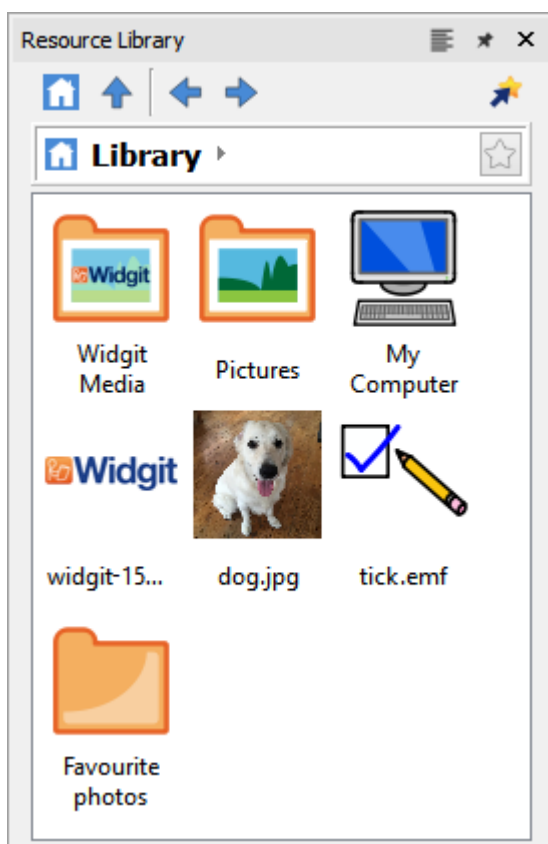 Resource Library
Library
Widgit
Widgit
Media
Pictures
My
Computer
Widgit
widgit-15...
dog.jpg
tick.emf
Favourite
photos